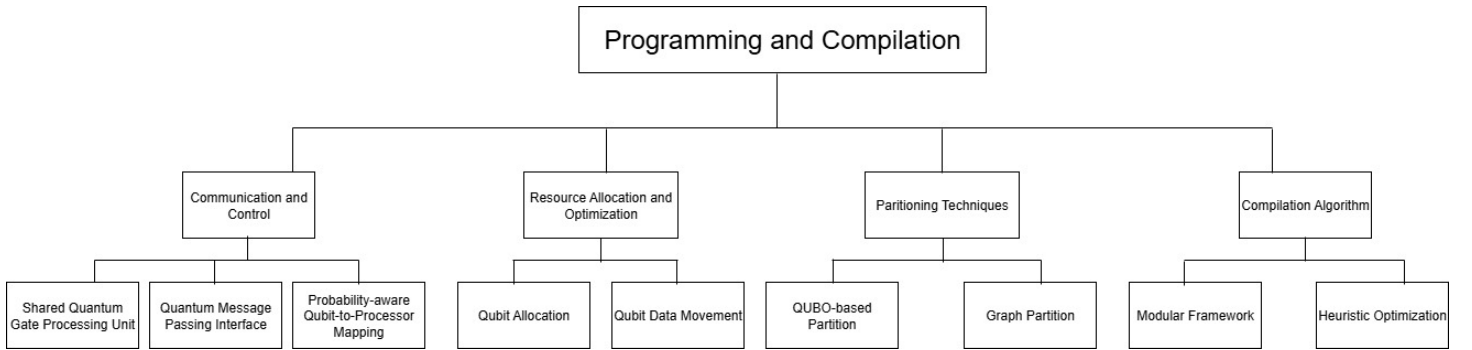 Programming and Compilation
Communication and
Control
Resource Allocation and
Optimization
Paritioning Techniques
Compilation Algorithm
Shared Quantum
Gate Processing Unit
Quantum Message
Passing Interface
Probability-aware
Qubit-to-Processor
Mapping
Qubit Allocation
Qubit Data Movement
QUBO-based
Partition
Graph Partition
Modular Framework
Heuristic Optimization